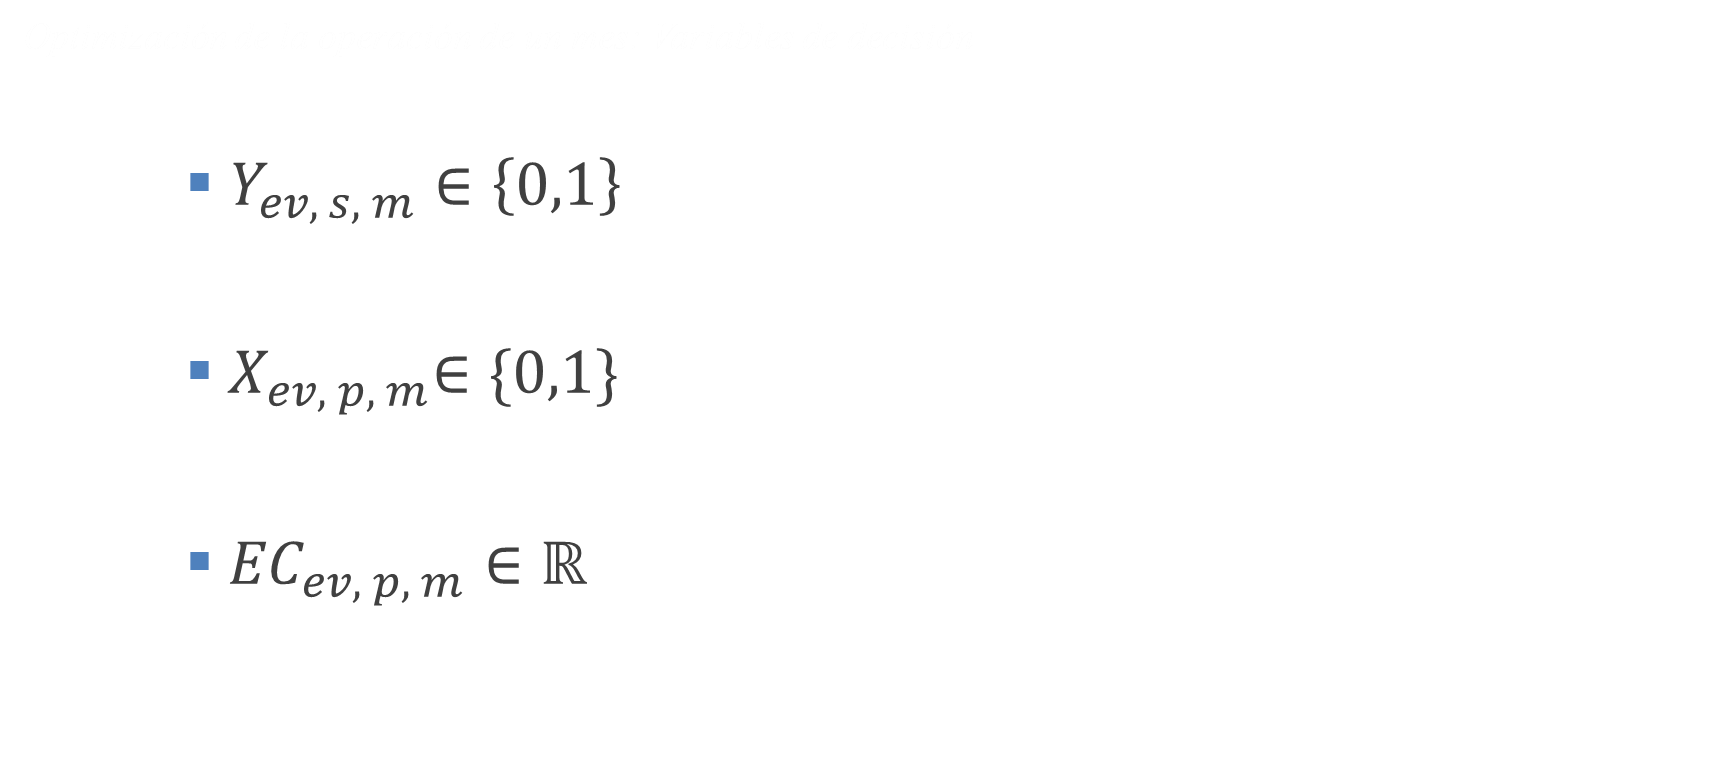 ▪ Y_{ev, s, m} ∈ {0,1}
▪ X_{ev, p, m} ∈ {0,1}
▪ EC_{ev, p, m} ∈ ℝ